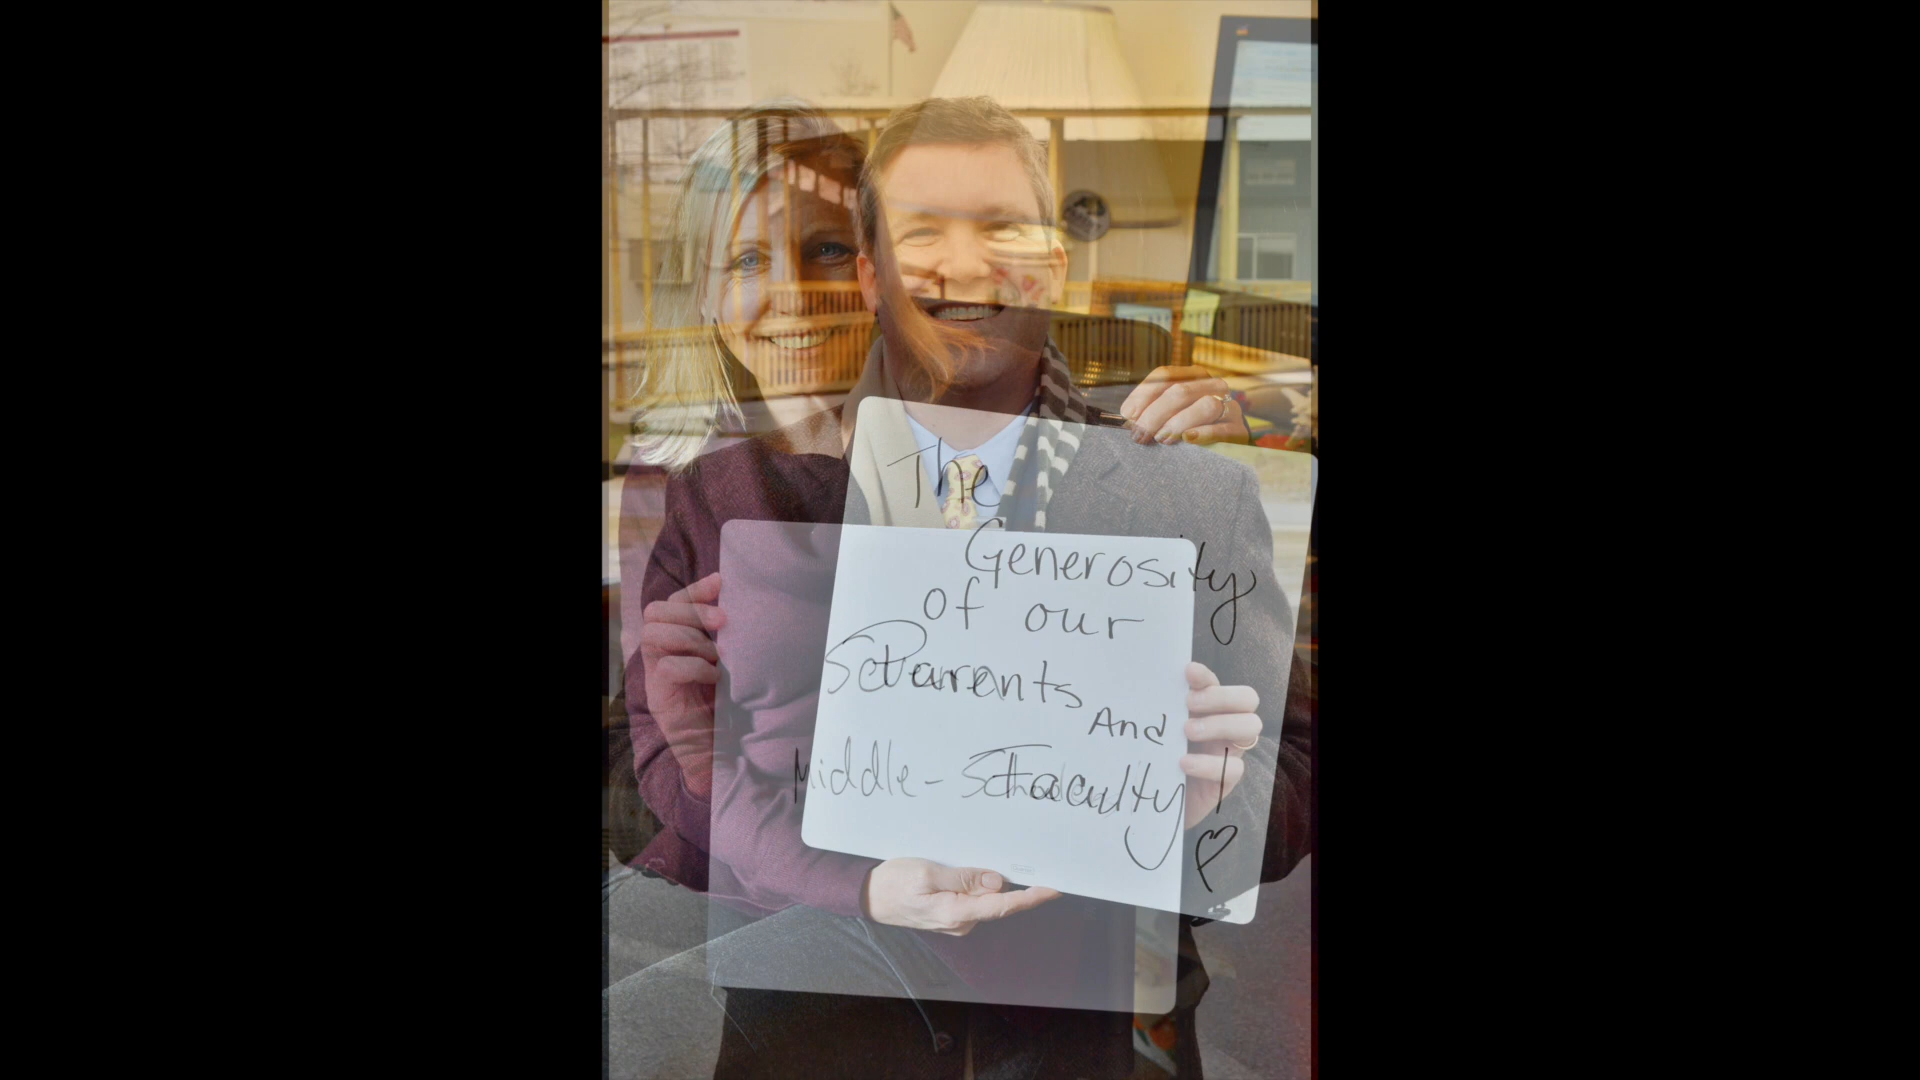 The
Generosity
of our
Parents
And
Middle-
Faculty!